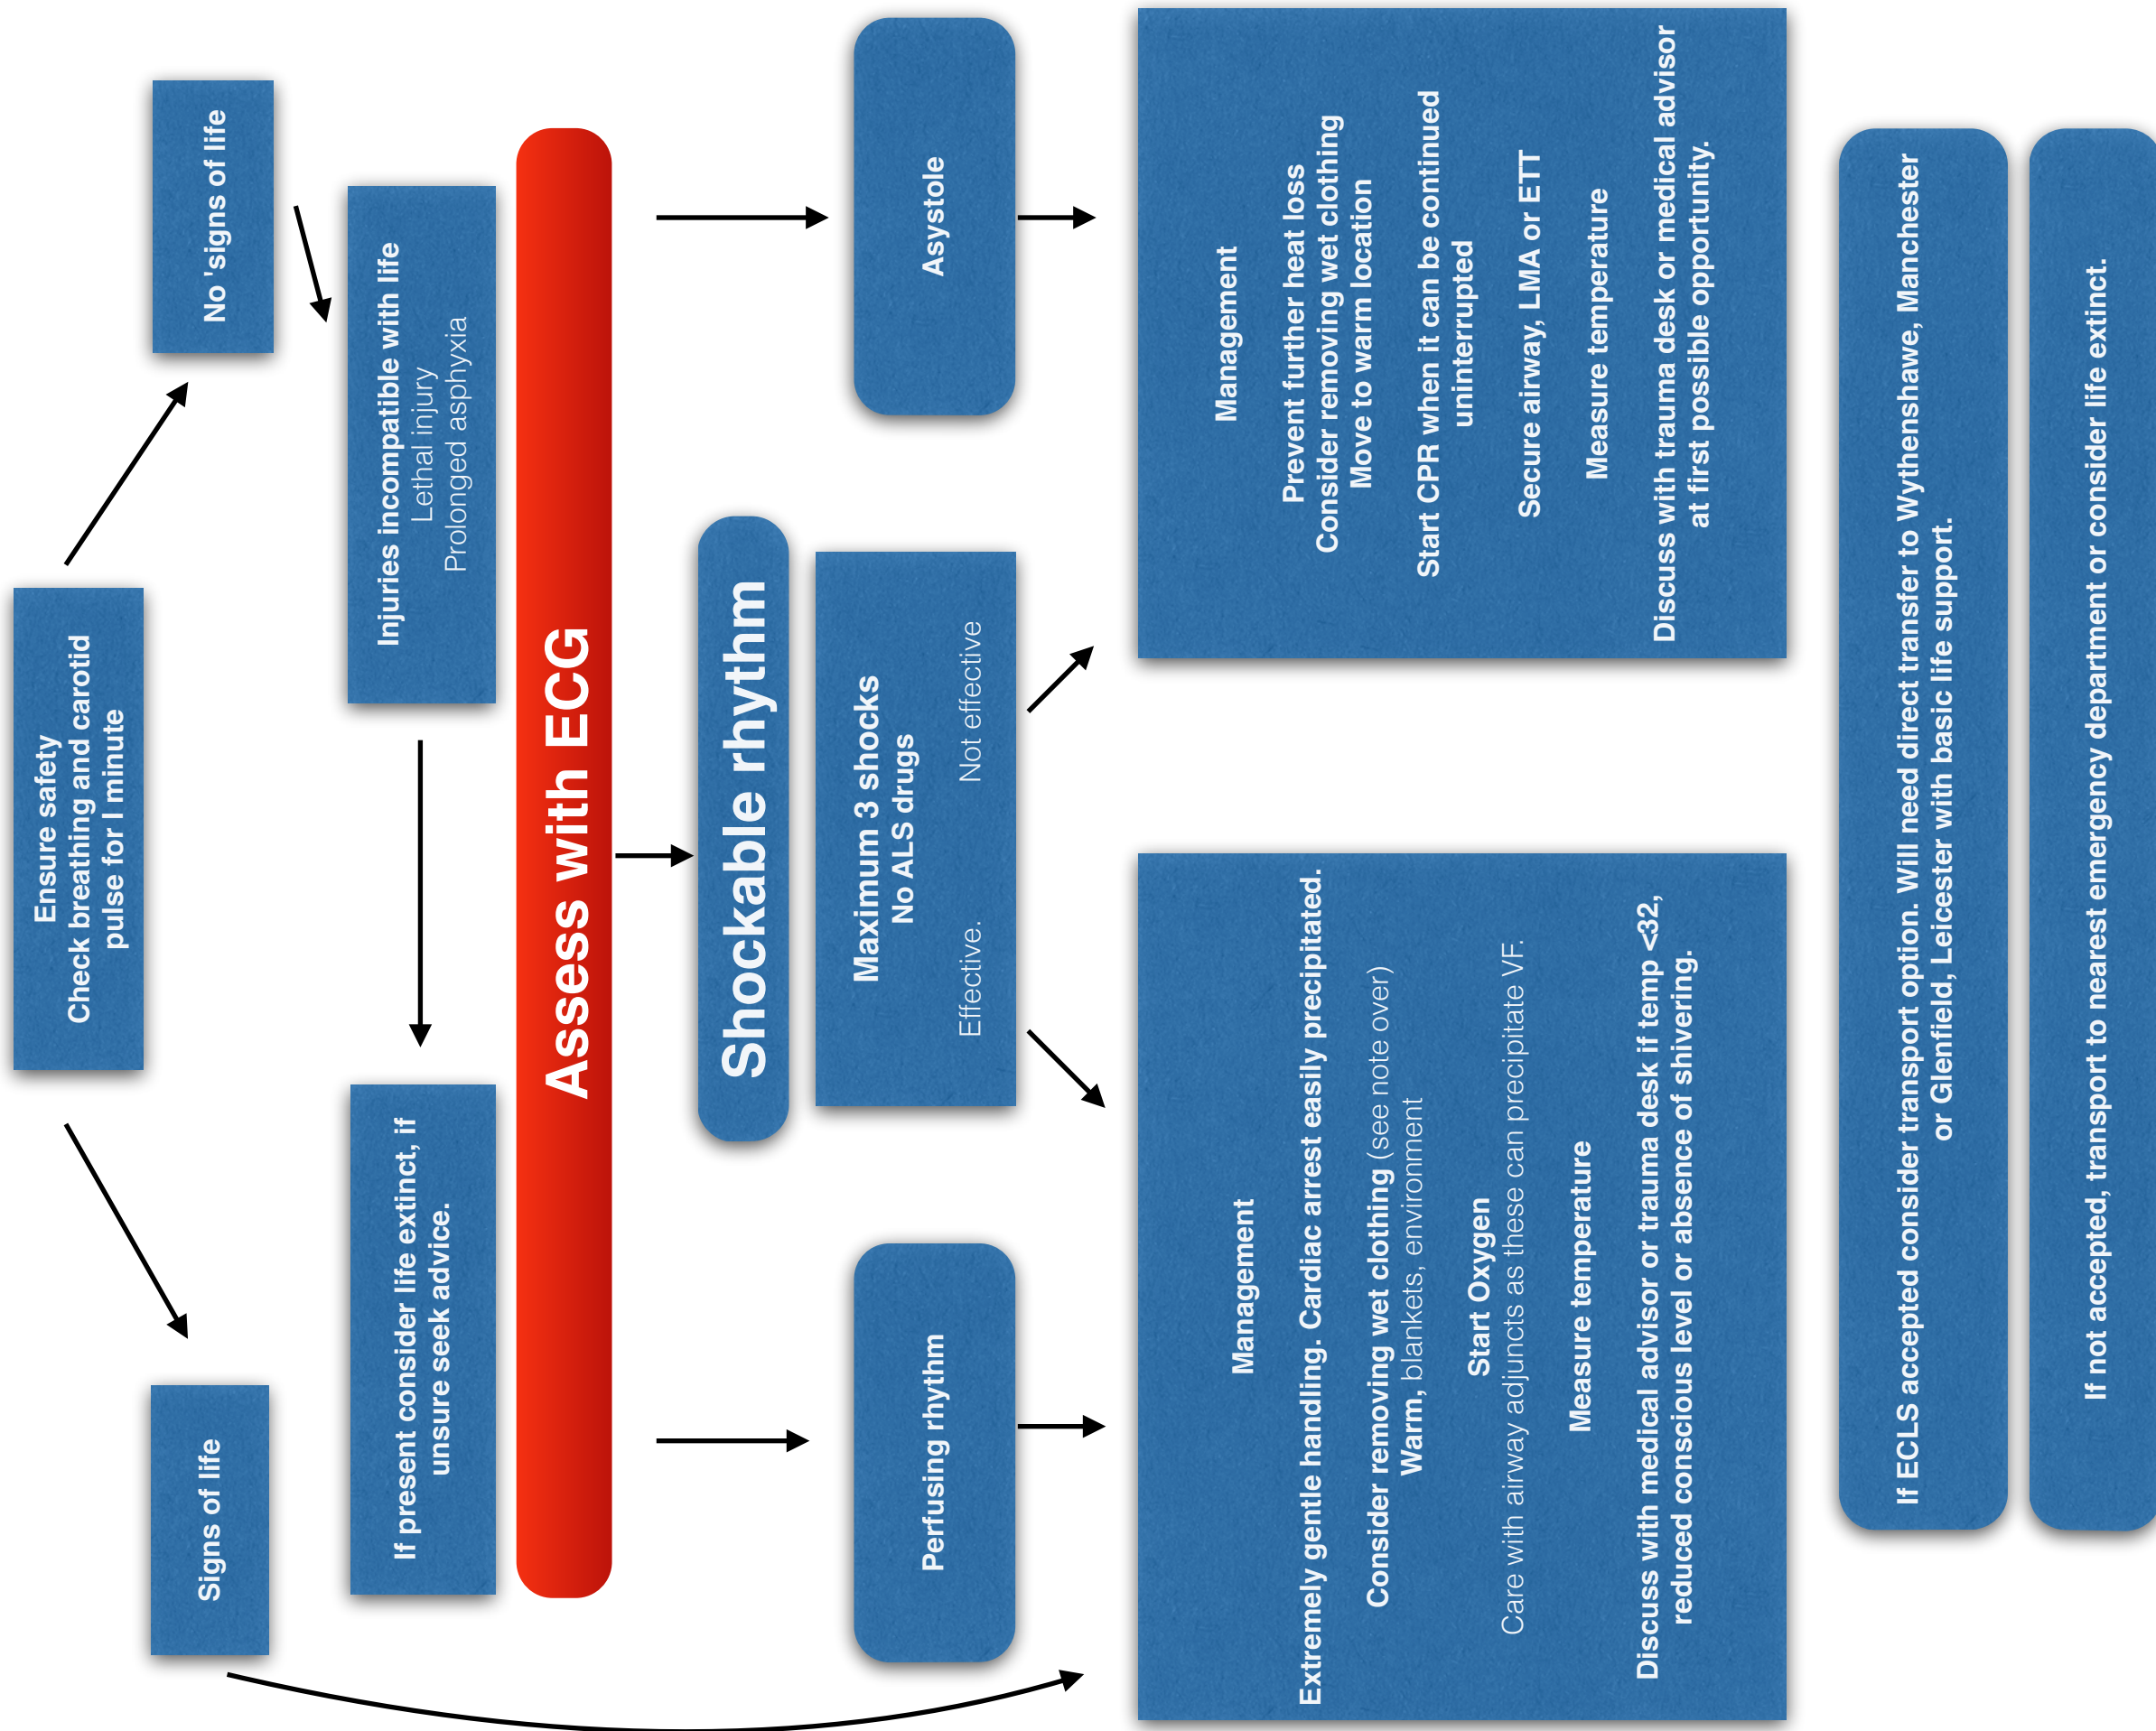 Ensure safety
Check breathing and carotid
pulse for I minute
Signs of life
No 'signs of life
Injuries incompatible with life
Lethal injury
Prolonged asphyxia
If present consider life extinct, if
unsure seek advice.
Assess with ECG
Shockable rhythm
Maximum 3 shocks
No ALS drugs
Effective. Not effective
Perfusing rhythm
Asystole
Management
Extremely gentle handling. Cardiac arrest easily precipitated.
Consider removing wet clothing (see note over)
Warm, blankets, environment
Start Oxygen
Care with airway adjuncts as these can precipitate VF.
Measure temperature
Discuss with medical advisor or trauma desk if temp <32,
reduced conscious level or absence of shivering.
Management
Prevent further heat loss
Consider removing wet clothing
Move to warm location
Start CPR when it can be continued
uninterrupted
Secure airway, LMA or ETT
Measure temperature
Discuss with trauma desk or medical advisor
at first possible opportunity.
If ECLS accepted consider transport option. Will need direct transfer to Wythenshawe, Manchester
or Glenfield, Leicester with basic life support.
If not accepted, transport to nearest emergency department or consider life extinct.